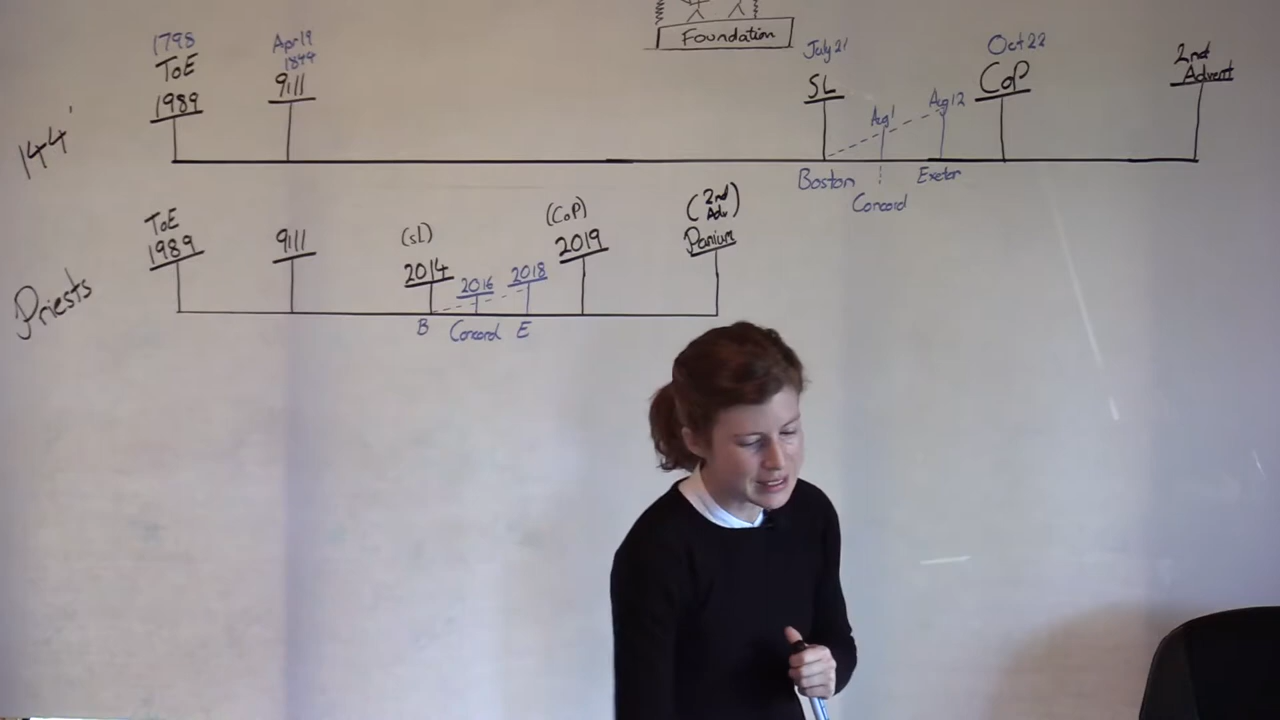 Foundation
1798
ToE
1989
Apr 19
1844
9/11
July 21
SL
Aug 1
Aug 12
Oct 22
CoP
2nd
Advent
144'
Boston
Concord
Exeter
ToE
1989
9/11
(SL)
2014
2016
2018
(CoP)
2019
(2nd
Adv)
Panium
Priests
B
Concord
E